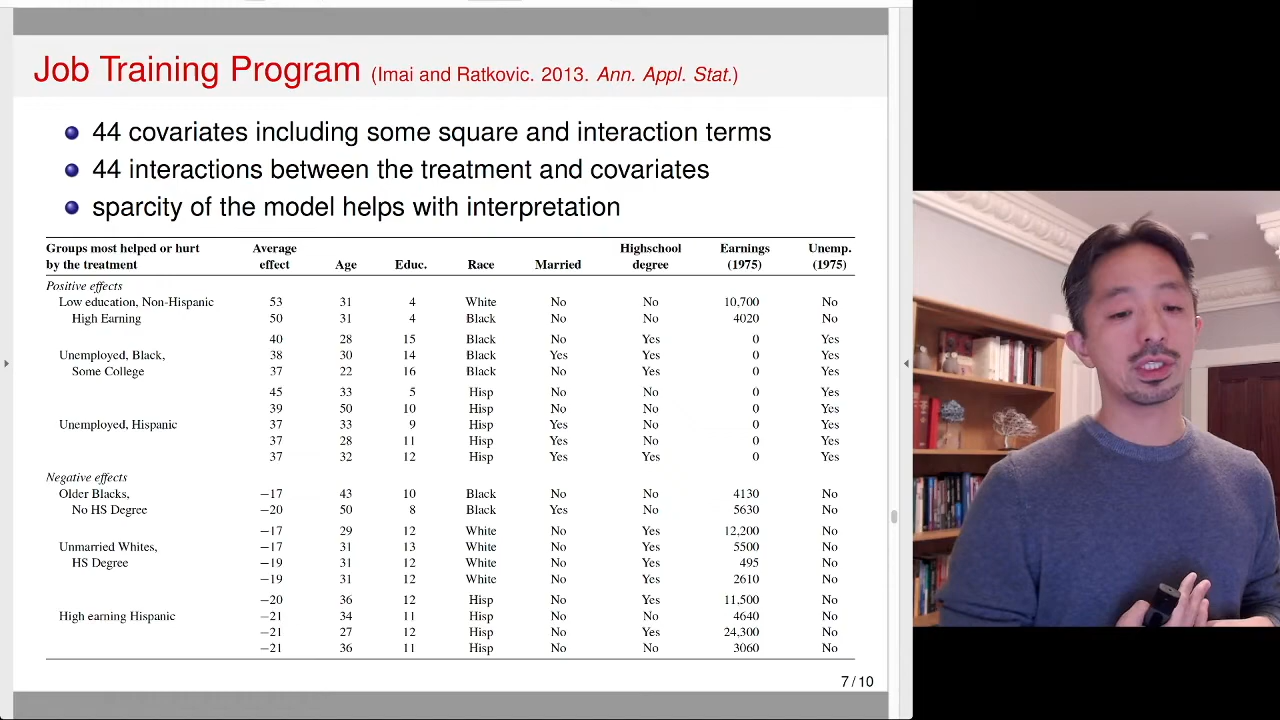 Job Training Program (Imai and Ratkovic. 2013. Ann. Appl. Stat.)
44 covariates including some square and interaction terms
44 interactions between the treatment and covariates
sparcity of the model helps with interpretation
Groups most helped or hurt Average Highschool Earnings Unemp.
by the treatment effect Age Educ. Race Married degree (1975) (1975)
Positive effects
Low education, Non-Hispanic 53 31 4 White No No 10,700 No
High Earning 50 31 4 Black No No 4020 No
40 28 15 Black No Yes 0 Yes
Unemployed, Black, 38 30 14 Black Yes Yes 0 Yes
Some College 37 22 16 Black No Yes 0 Yes
45 33 5 Hisp No No 0 Yes
39 50 10 Hisp No No 0 Yes
Unemployed, Hispanic 37 33 9 Hisp Yes No 0 Yes
37 28 11 Hisp Yes No 0 Yes
37 32 12 Hisp Yes Yes 0 Yes
Negative effects
Older Blacks, −17 43 10 Black No No 4130 No
No HS Degree −20 50 8 Black Yes No 5630 No
−17 29 12 White No Yes 12,200 No
Unmarried Whites, −17 31 13 White No Yes 5500 No
HS Degree −19 31 12 White No Yes 495 No
−19 31 12 White No Yes 2610 No
−20 36 12 Hisp No Yes 11,500 No
High earning Hispanic −21 34 11 Hisp No No 4640 No
−21 27 12 Hisp No Yes 24,300 No
−21 36 11 Hisp No No 3060 No
7 / 10